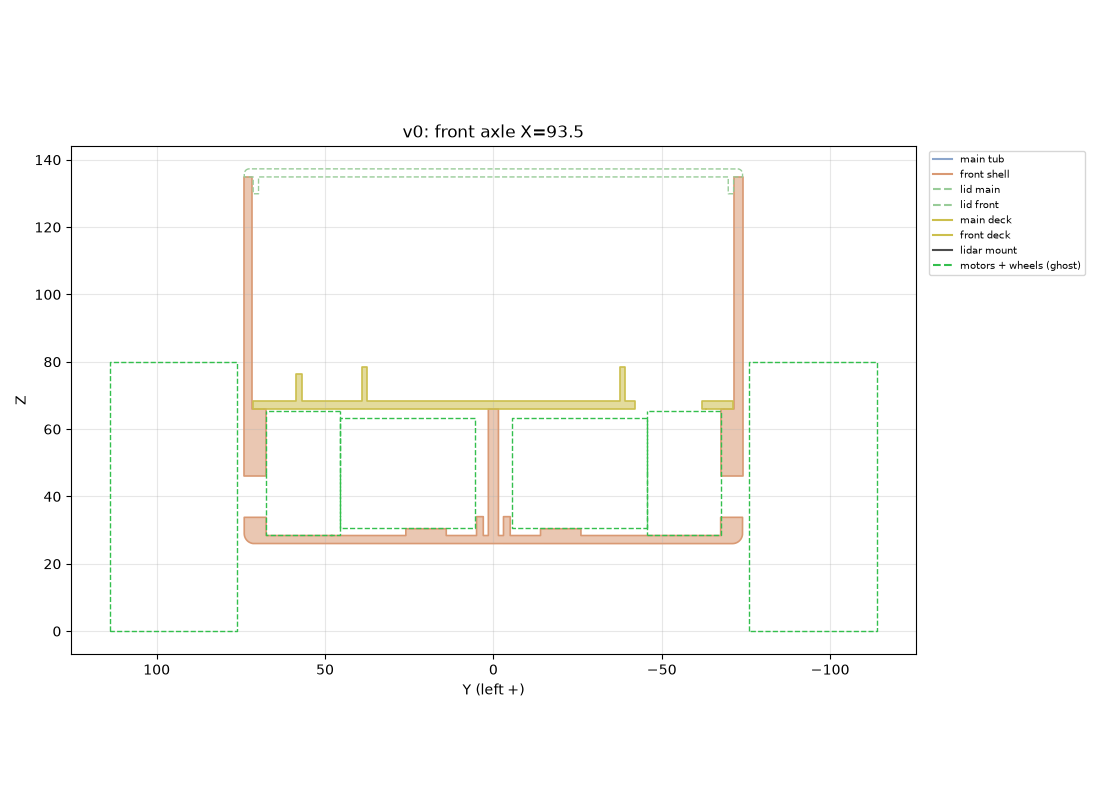 v0: front axle X=93.5
140
120
100
80
60
40
20
0
Z
100
50
0
−50
−100
Y (left +)
main tub
front shell
lid main
lid front
main deck
front deck
lidar mount
motors + wheels (ghost)